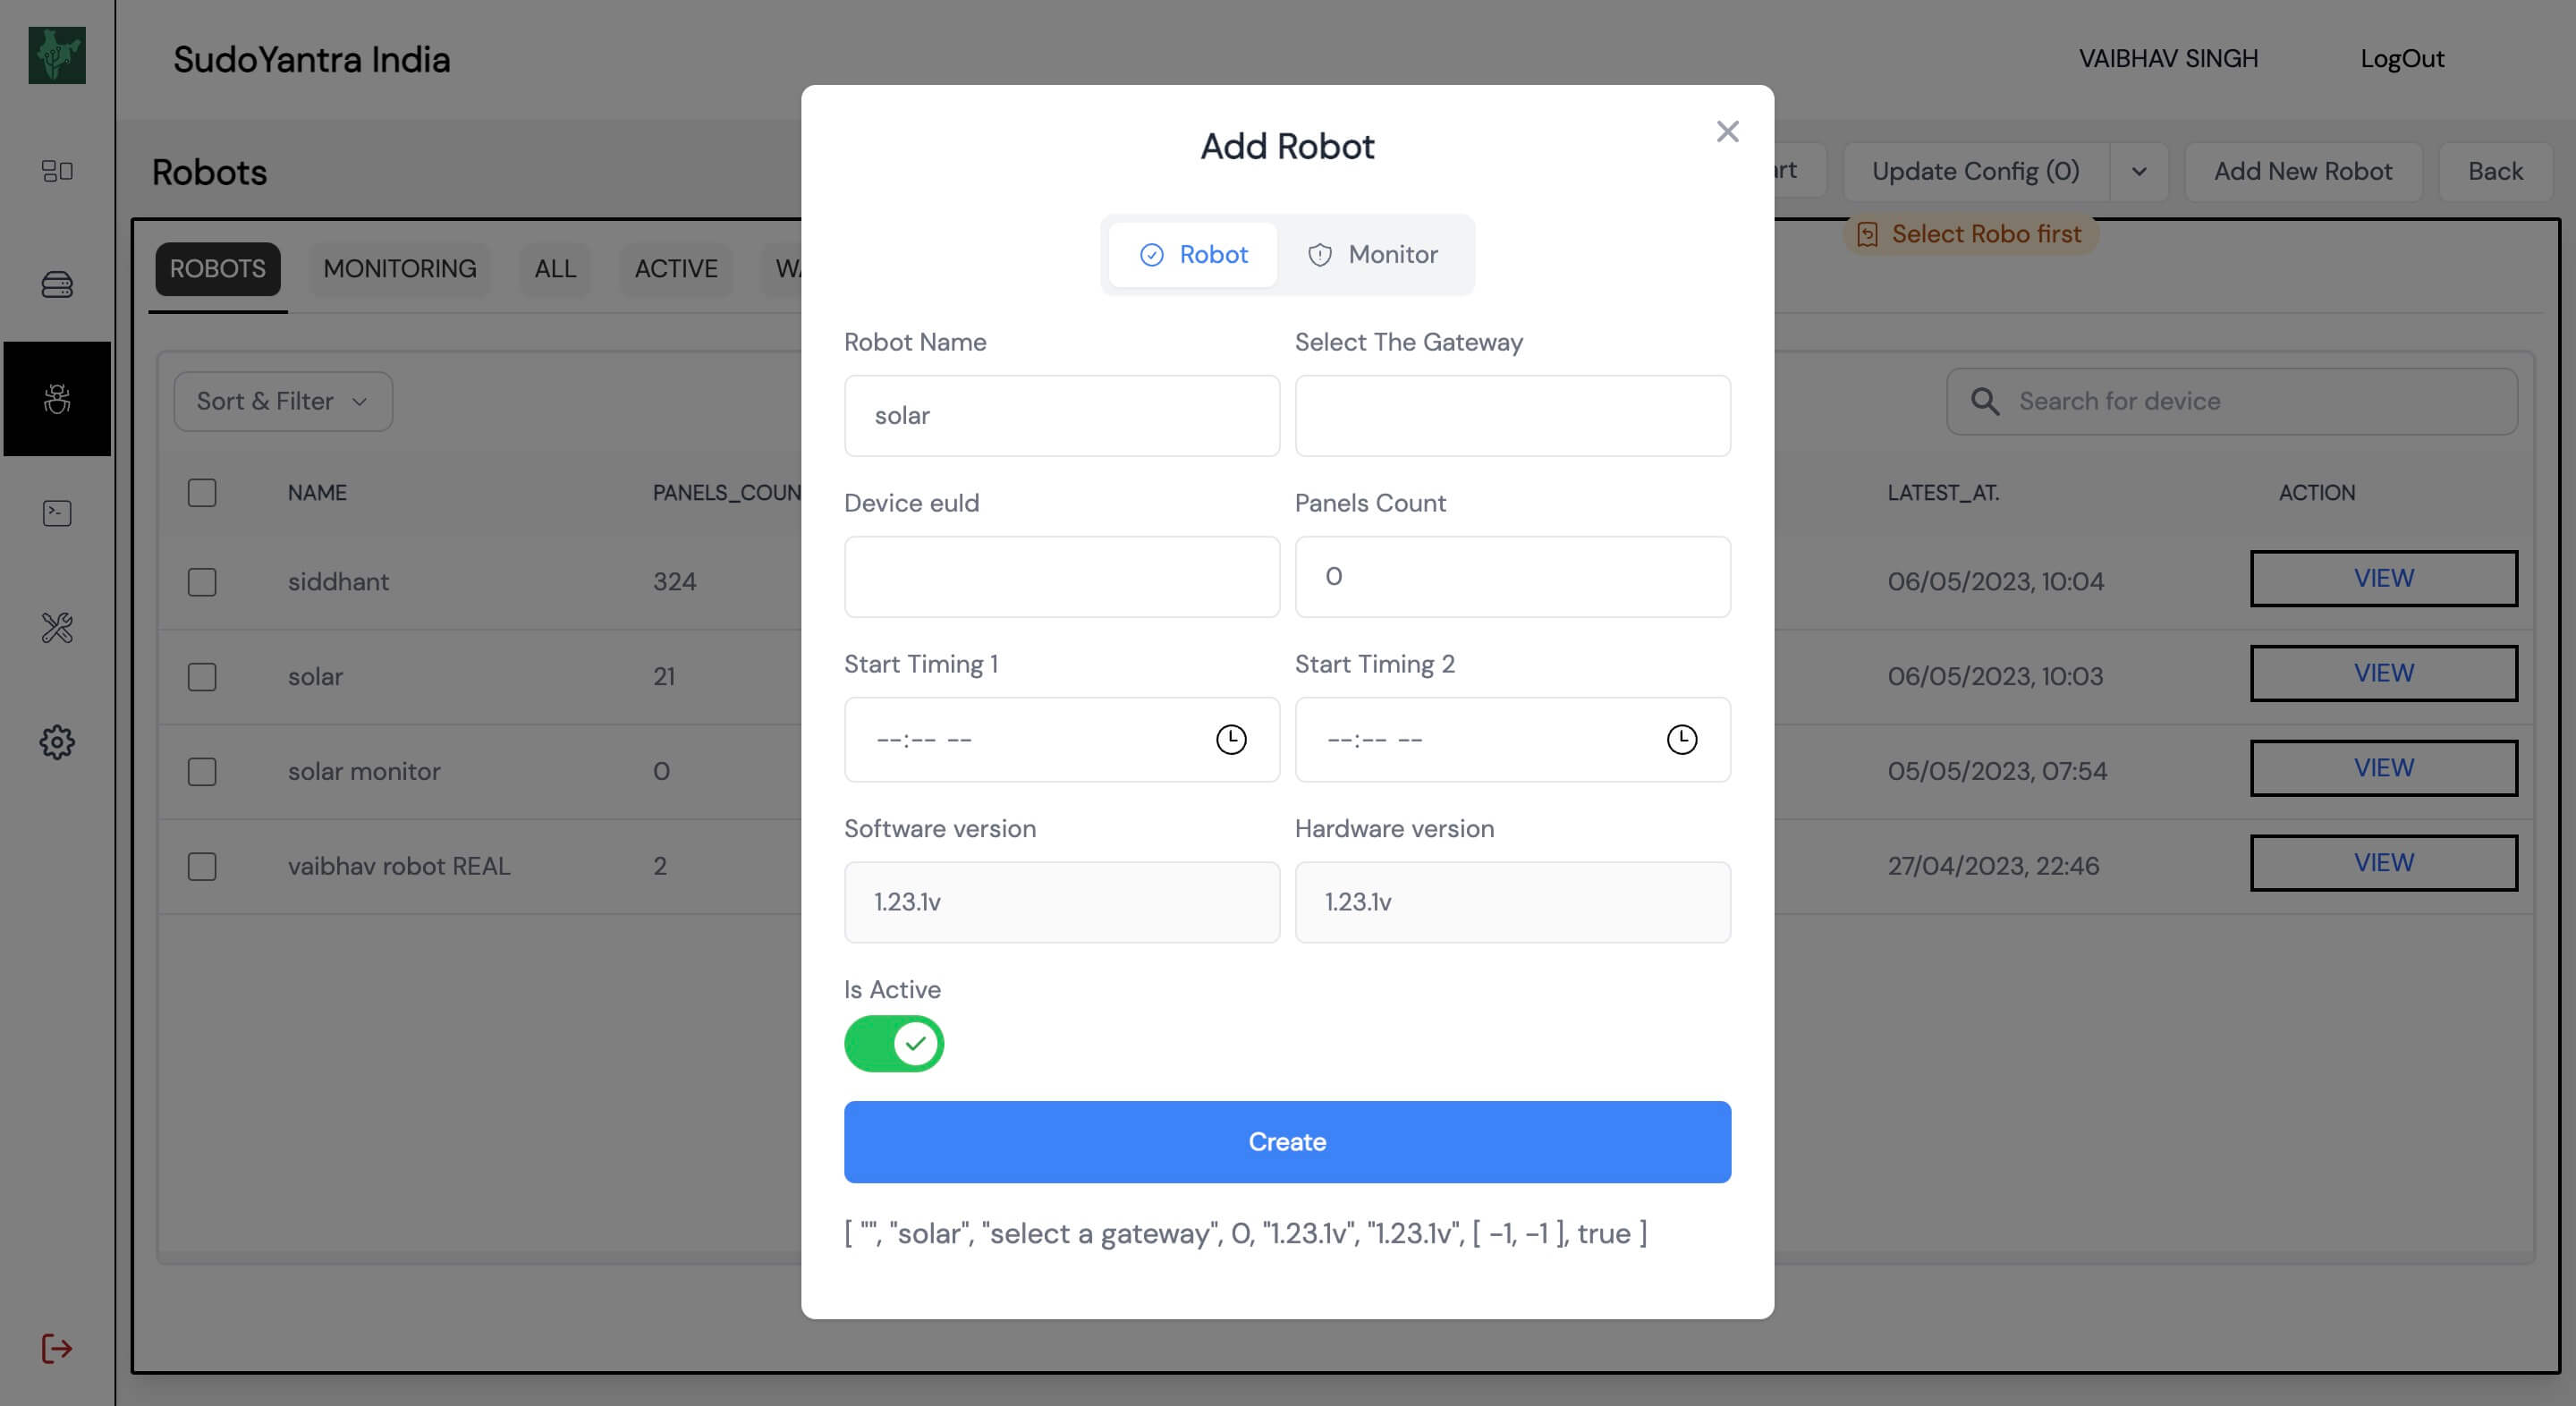 SudoYantra India
VAIBHAV SINGH
LogOut
Robots
Update Config (0)
Add New Robot
Back
Select Robo first
ROBOTS
MONITORING
ALL
ACTIVE
Sort & Filter
Search for device
NAME
LATEST_AT.
ACTION
siddhant
324
06/05/2023, 10:04
VIEW
solar
21
06/05/2023, 10:03
VIEW
solar monitor
0
05/05/2023, 07:54
VIEW
vaibhav robot REAL
2
27/04/2023, 22:46
VIEW
Add Robot
Robot
Monitor
Robot Name
Select The Gateway
solar
Device euId
Panels Count
0
Start Timing 1
Start Timing 2
--:-- --
--:-- --
Software version
Hardware version
1.23.1v
1.23.1v
Is Active
Create
[ "", "solar", "select a gateway", 0, "1.23.1v", "1.23.1v", [ -1, -1 ], true ]